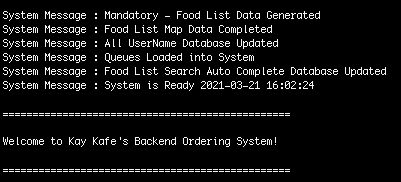 System Message : Mandatory - Food List Data Generated
System Message : Food List Map Data Completed
System Message : All UserName Database Updated
System Message : Queues Loaded into System
System Message : Food List Search Auto Complete Database Updated
System Message : System is Ready 2021-03-21 16:02:24
================================================
Welcome to Kay Kafe's Backend Ordering System!
================================================